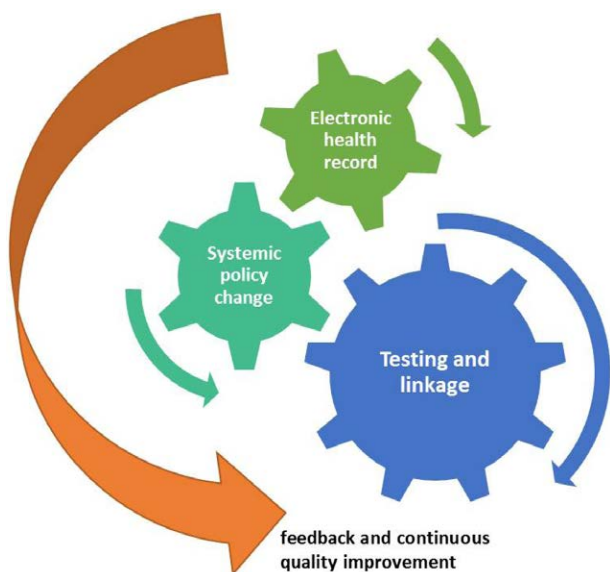 Electronic
health
record
Systemic
policy
change
Testing and
linkage
feedback and continuous
quality improvement